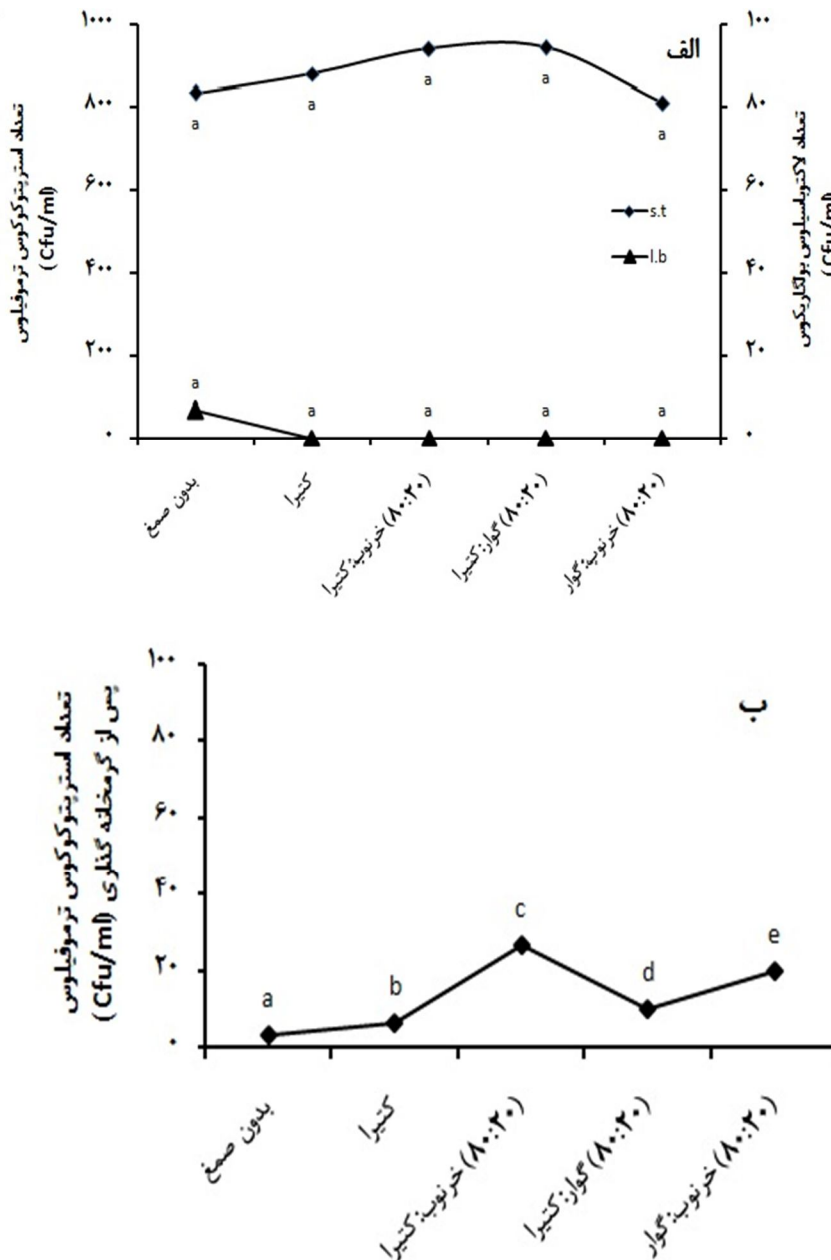 الف
تعداد استرپتوکوکوس ترموفیلوس
(Cfu/ml)
۱۰۰۰
۸۰۰
۶۰۰
۴۰۰
۲۰۰
۰
a
a
a
a
a
a
a
a
a
a
s.t
l.b
۱۰۰
۸۰
۶۰
۴۰
۲۰
۰
تعداد لاکتوباسیلوس بولگاریکوس
(Cfu/ml)
بدون صمغ
کتیرا
(۸۰:۲۰) خرنوب:کتیرا
(۸۰:۲۰) گوار:کتیرا
(۸۰:۲۰) خرنوب:گوار
ب
تعداد استرپتوکوکوس ترموفیلوس
پس از گرمخانه گذاری (Cfu/ml)
۱۰۰
۸۰
۶۰
۴۰
۲۰
۰
a
b
c
d
e
بدون صمغ
کتیرا
(۸۰:۲۰) خرنوب:کتیرا
(۸۰:۲۰) گوار:کتیرا
(۸۰:۲۰) خرنوب:گوار